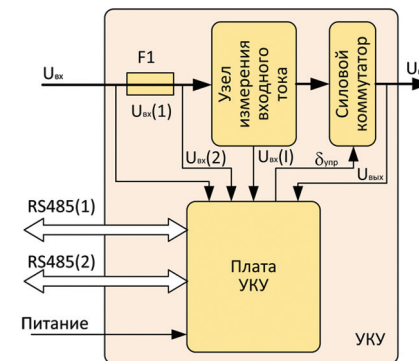 F1
Uвх
Узел
измерения
входного
тока
Силовой
коммутатор
Uвх(1)
Uвх(2)
Uвх(I)
δупр
Uвых
RS485(1)
RS485(2)
Плата
УКУ
Питание
УКУ